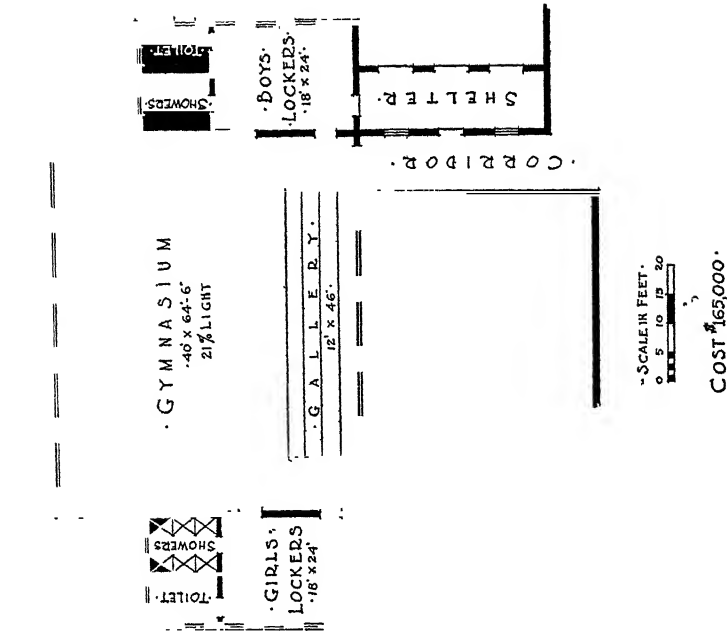 ·TOILET·
·SHOWERS·
·BOYS·
LOCKERS·
·18' X 24'·
·SHELTER·
·CORRIDOR·
·GYMNASIUM
·40' X 64'-6"
21% LIGHT
·GALLERY·
12' X 46'·
-SCALE IN FEET·
0 5 10 15 20
COST $165,000·
SHOWERS
·TOILET·
·GIRLS·
LOCKERS
·18' X 24'